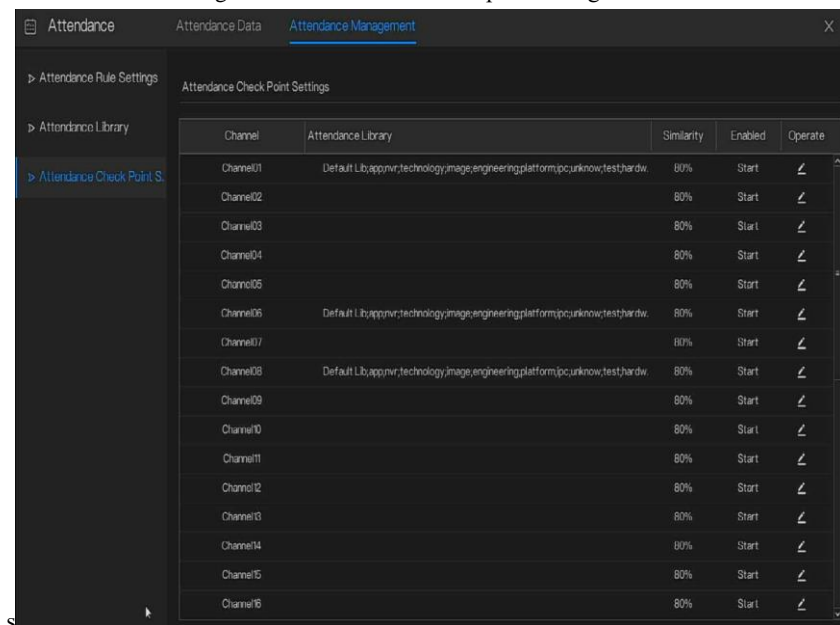 Attendance Attendance Data Attendance Management X
Attendance Rule Settings
Attendance Library
Attendance Check Point S.
Attendance Check Point Settings
Channel Attendance Library Similarity Enabled Operate
Channel01 Default Lib;app;nvr;technology;image;engineering;platform;ipc;unknow;test;hardw. 80% Start
Channel02 80% Start
Channel03 80% Start
Channel04 80% Start
Channel05 80% Start
Channel06 Default Lib;app;nvr;technology;image;engineering;platform;ipc;unknow;test;hardw. 80% Start
Channel07 80% Start
Channel08 Default Lib;app;nvr;technology;image;engineering;platform;ipc;unknow;test;hardw. 80% Start
Channel09 80% Start
Channel10 80% Start
Channel11 80% Start
Channel12 80% Start
Channel13 80% Start
Channel14 80% Start
Channel15 80% Start
Channel16 80% Start
s